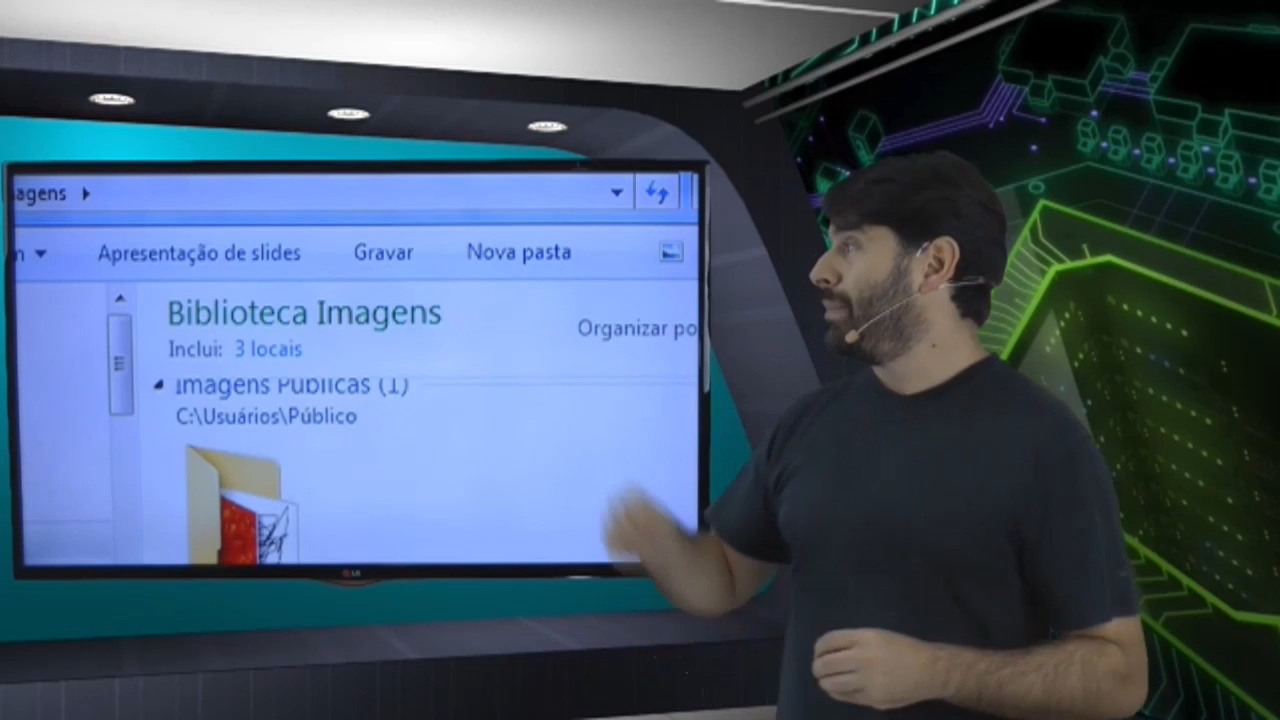 agens
Apresentação de slides Gravar Nova pasta
Biblioteca Imagens
Organizar po
Inclui: 3 locais
Imagens Públicas (1)
C:\Usuários\Público
LG